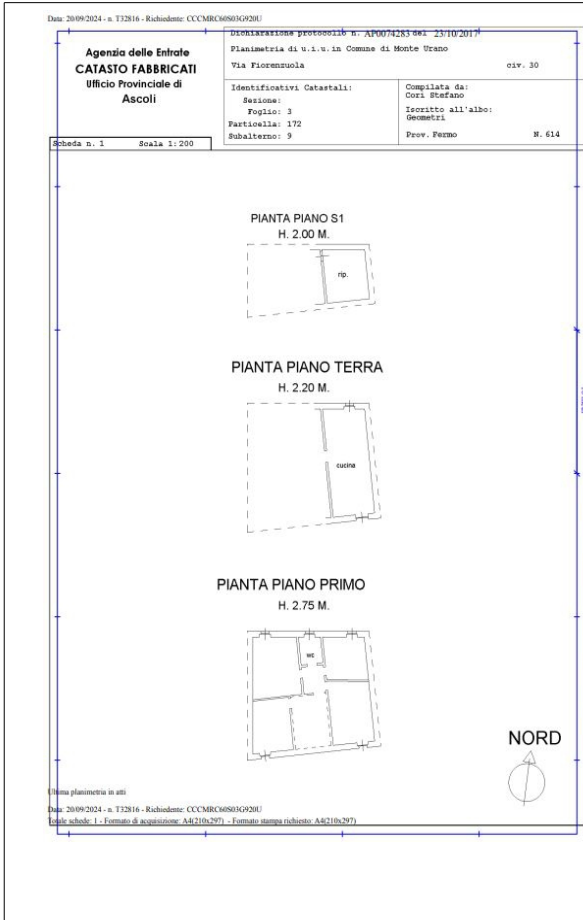 Data: 20/09/2024 - n. T32816 - Richiedente: CCCMRC60S03G920U
Agenzia delle Entrate
CATASTO FABBRICATI
Ufficio Provinciale di
Ascoli
Dichiarazione protocollo n. AP0074283 del 23/10/2017
Planimetria di u.i.u. in Comune di Monte Urano
Via Fiorenzuola civ. 30
Identificativi Catastali:
Sezione:
Foglio: 3
Particella: 172
Subalterno: 9
Compilata da:
Cori Stefano
Iscritto all'albo:
Geometri
Prov. Fermo N. 614
Scheda n. 1 Scala 1:200
PIANTA PIANO S1
H. 2.00 M.
rip.
PIANTA PIANO TERRA
H. 2.20 M.
cucina
PIANTA PIANO PRIMO
H. 2.75 M.
wc
NORD
Ultima planimetria in atti
Data: 20/09/2024 - n. T32816 - Richiedente: CCCMRC60S03G920U
Totale schede: 1 - Formato di acquisizione: A4(210x297) - Formato stampa richiesto: A4(210x297)